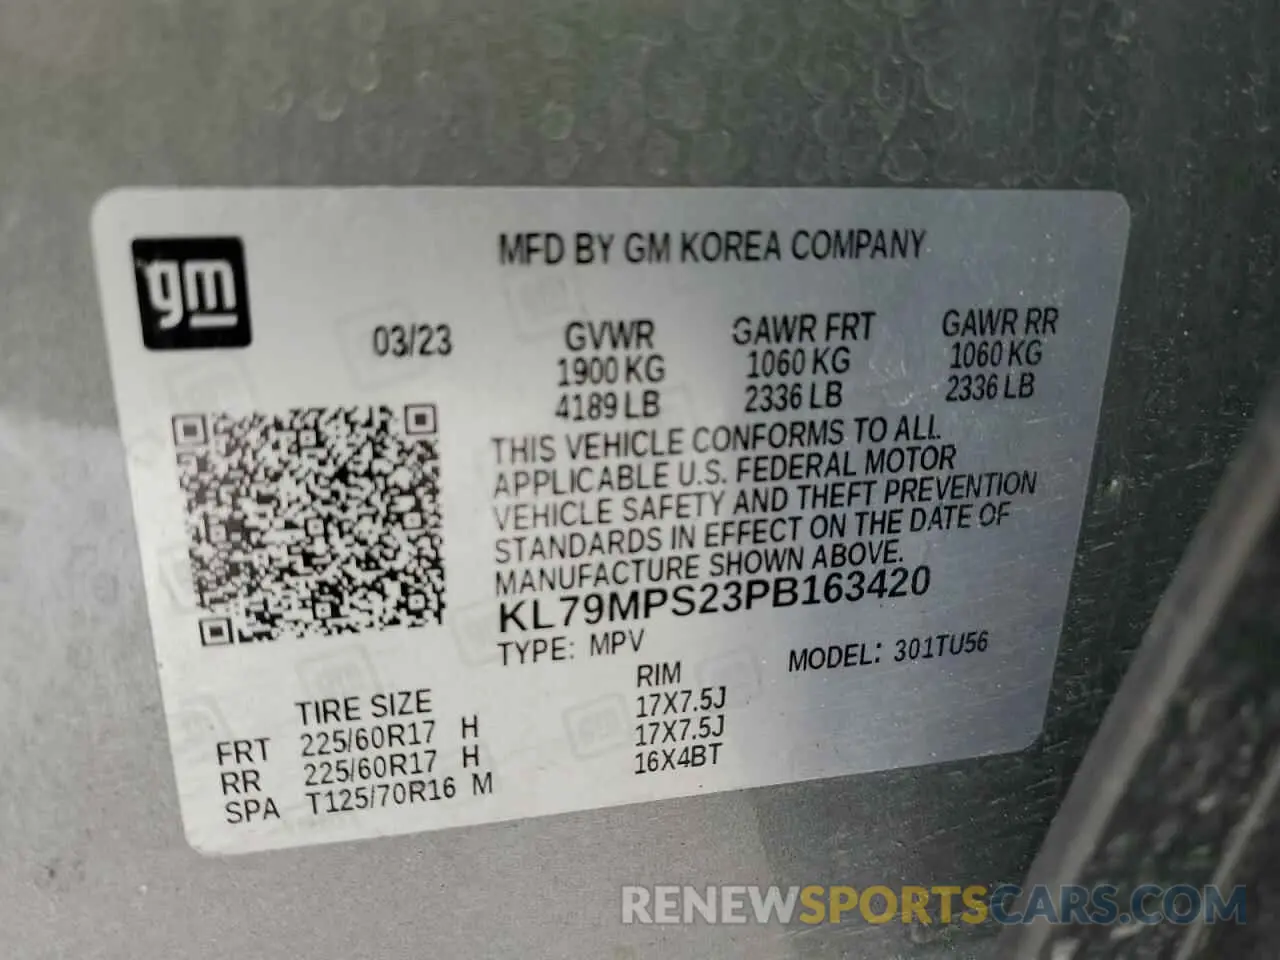 gm
MFD BY GM KOREA COMPANY
03/23
GVWR GAWR FRT GAWR RR
1900 KG 1060 KG 1060 KG
4189 LB 2336 LB 2336 LB
THIS VEHICLE CONFORMS TO ALL
APPLICABLE U.S. FEDERAL MOTOR
VEHICLE SAFETY AND THEFT PREVENTION
STANDARDS IN EFFECT ON THE DATE OF
MANUFACTURE SHOWN ABOVE.
KL79MPS23PB163420
TYPE: MPV MODEL: 301TU56
TIRE SIZE RIM
FRT 225/60R17 H 17X7.5J
RR 225/60R17 H 17X7.5J
SPA T125/70R16 M 16X4BT
RENEWSPORTSCARS.COM